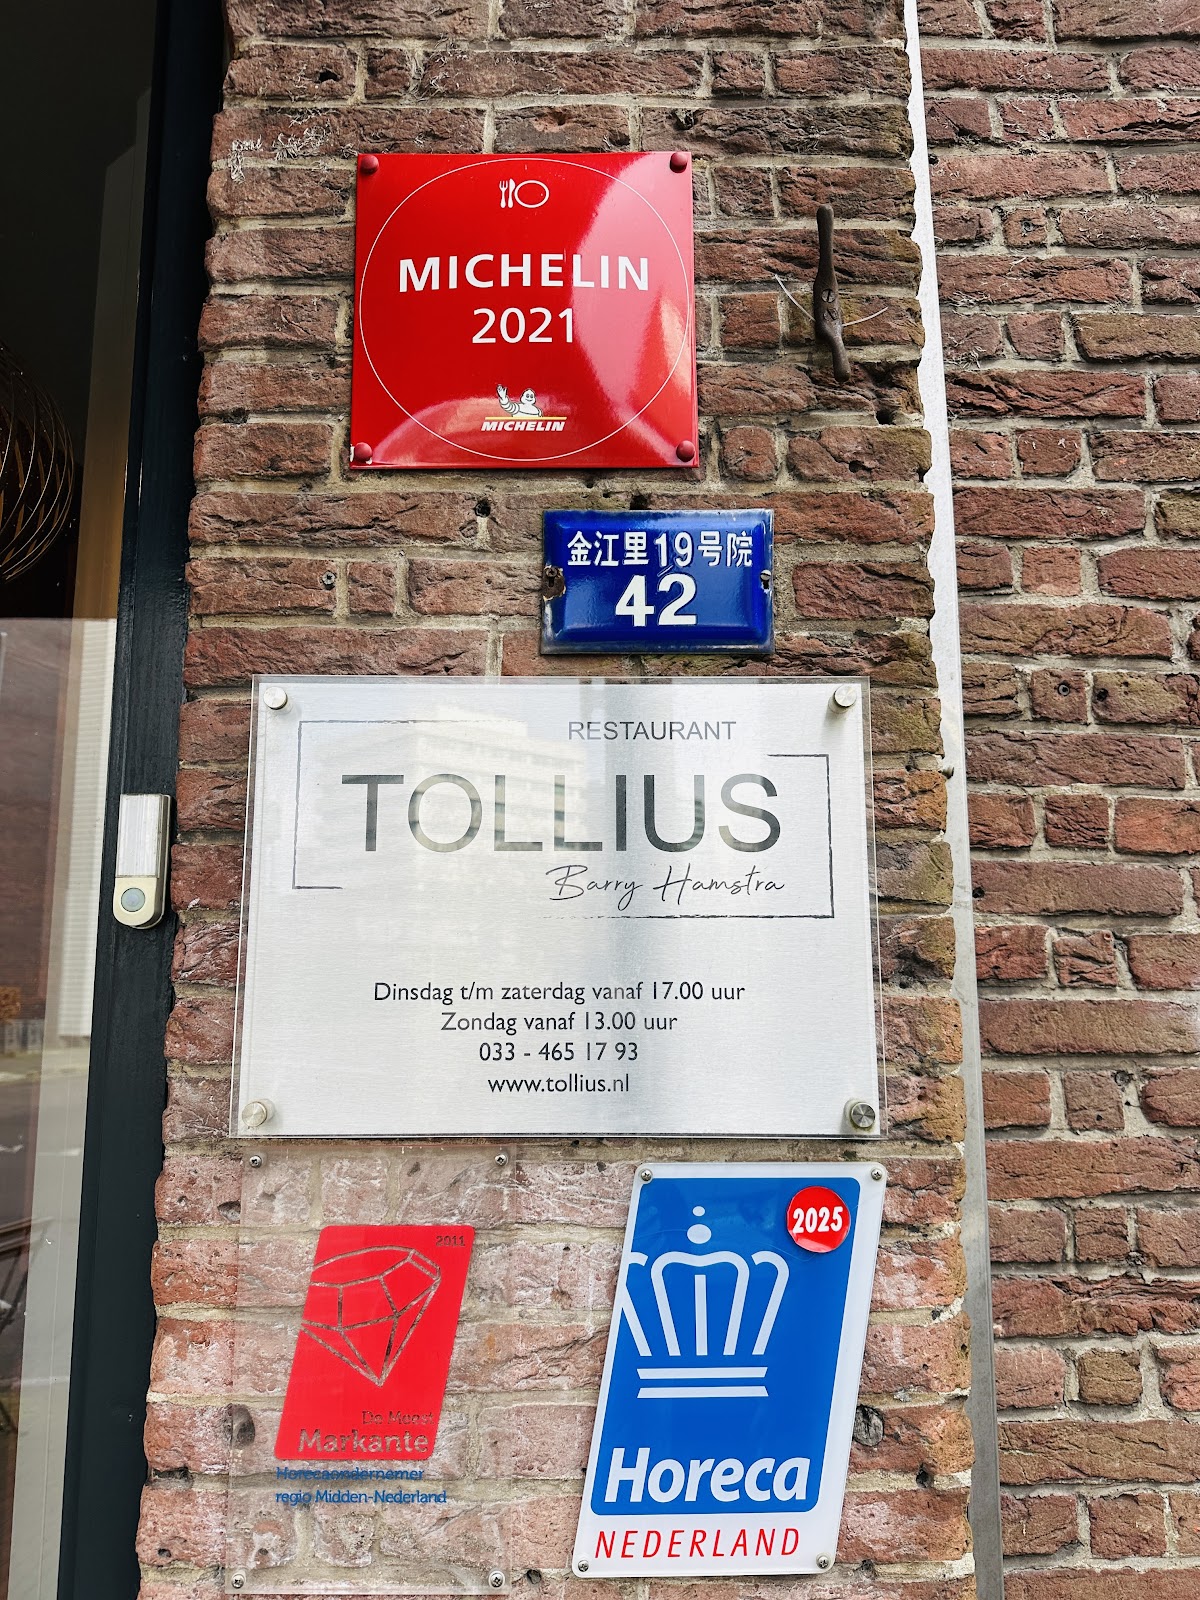 MICHELIN
2021
MICHELIN
金江里19号院
42
RESTAURANT
TOLLIUS
Barry Hamstra
Dinsdag t/m zaterdag vanaf 17.00 uur
Zondag vanaf 13.00 uur
033 - 465 17 93
www.tollius.nl
2011
De Meest
Markante
Horecaondernemer
regio Midden-Nederland
2025
Horeca
NEDERLAND